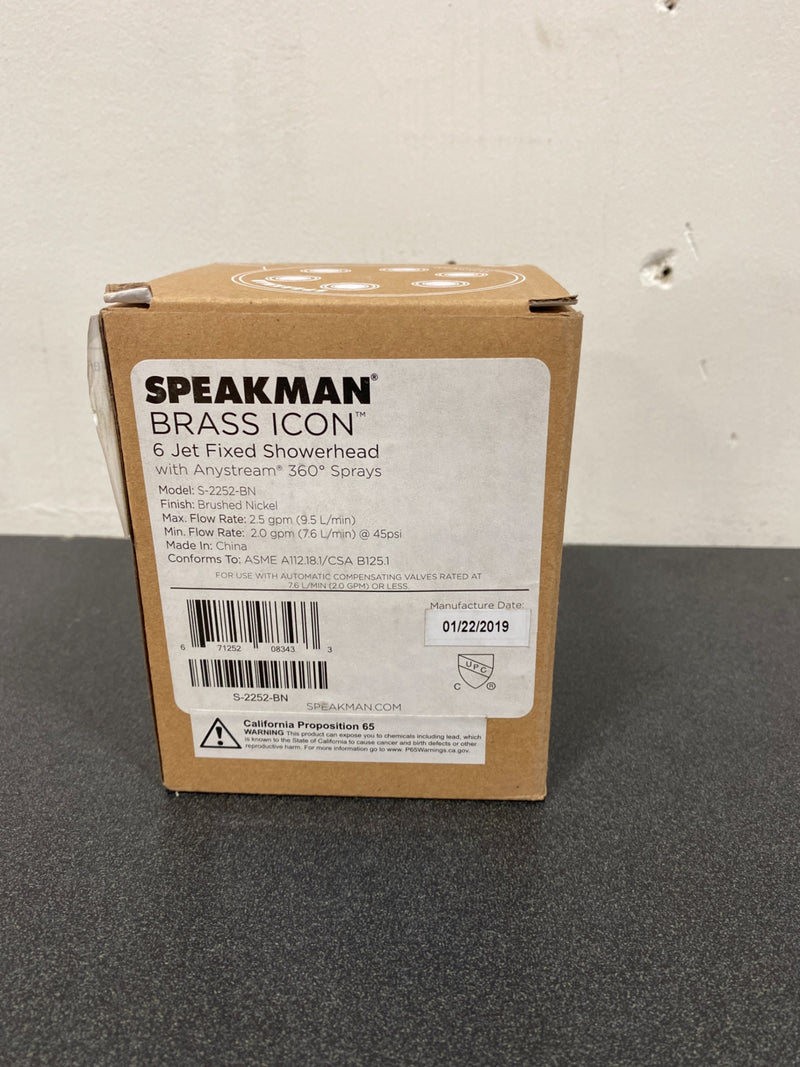 SPEAKMAN®
BRASS ICON™
6 Jet Fixed Showerhead
with Anystream® 360° Sprays
Model: S-2252-BN
Finish: Brushed Nickel
Max. Flow Rate: 2.5 gpm (9.5 L/min)
Min. Flow Rate: 2.0 gpm (7.6 L/min) @ 45psi
Made In: China
Conforms To: ASME A112.18.1/CSA B125.1
FOR USE WITH AUTOMATIC COMPENSATING VALVES RATED AT
7.6 L/MIN (2.0 GPM) OR LESS.
Manufacture Date:
01/22/2019
6 71252 08343 3
UPC
C ®
S-2252-BN
SPEAKMAN.COM
California Proposition 65
WARNING This product can expose you to chemicals including lead, which
is known to the State of California to cause cancer and birth defects or other
reproductive harm. For more information go to www. P65Warnings.ca.gov.